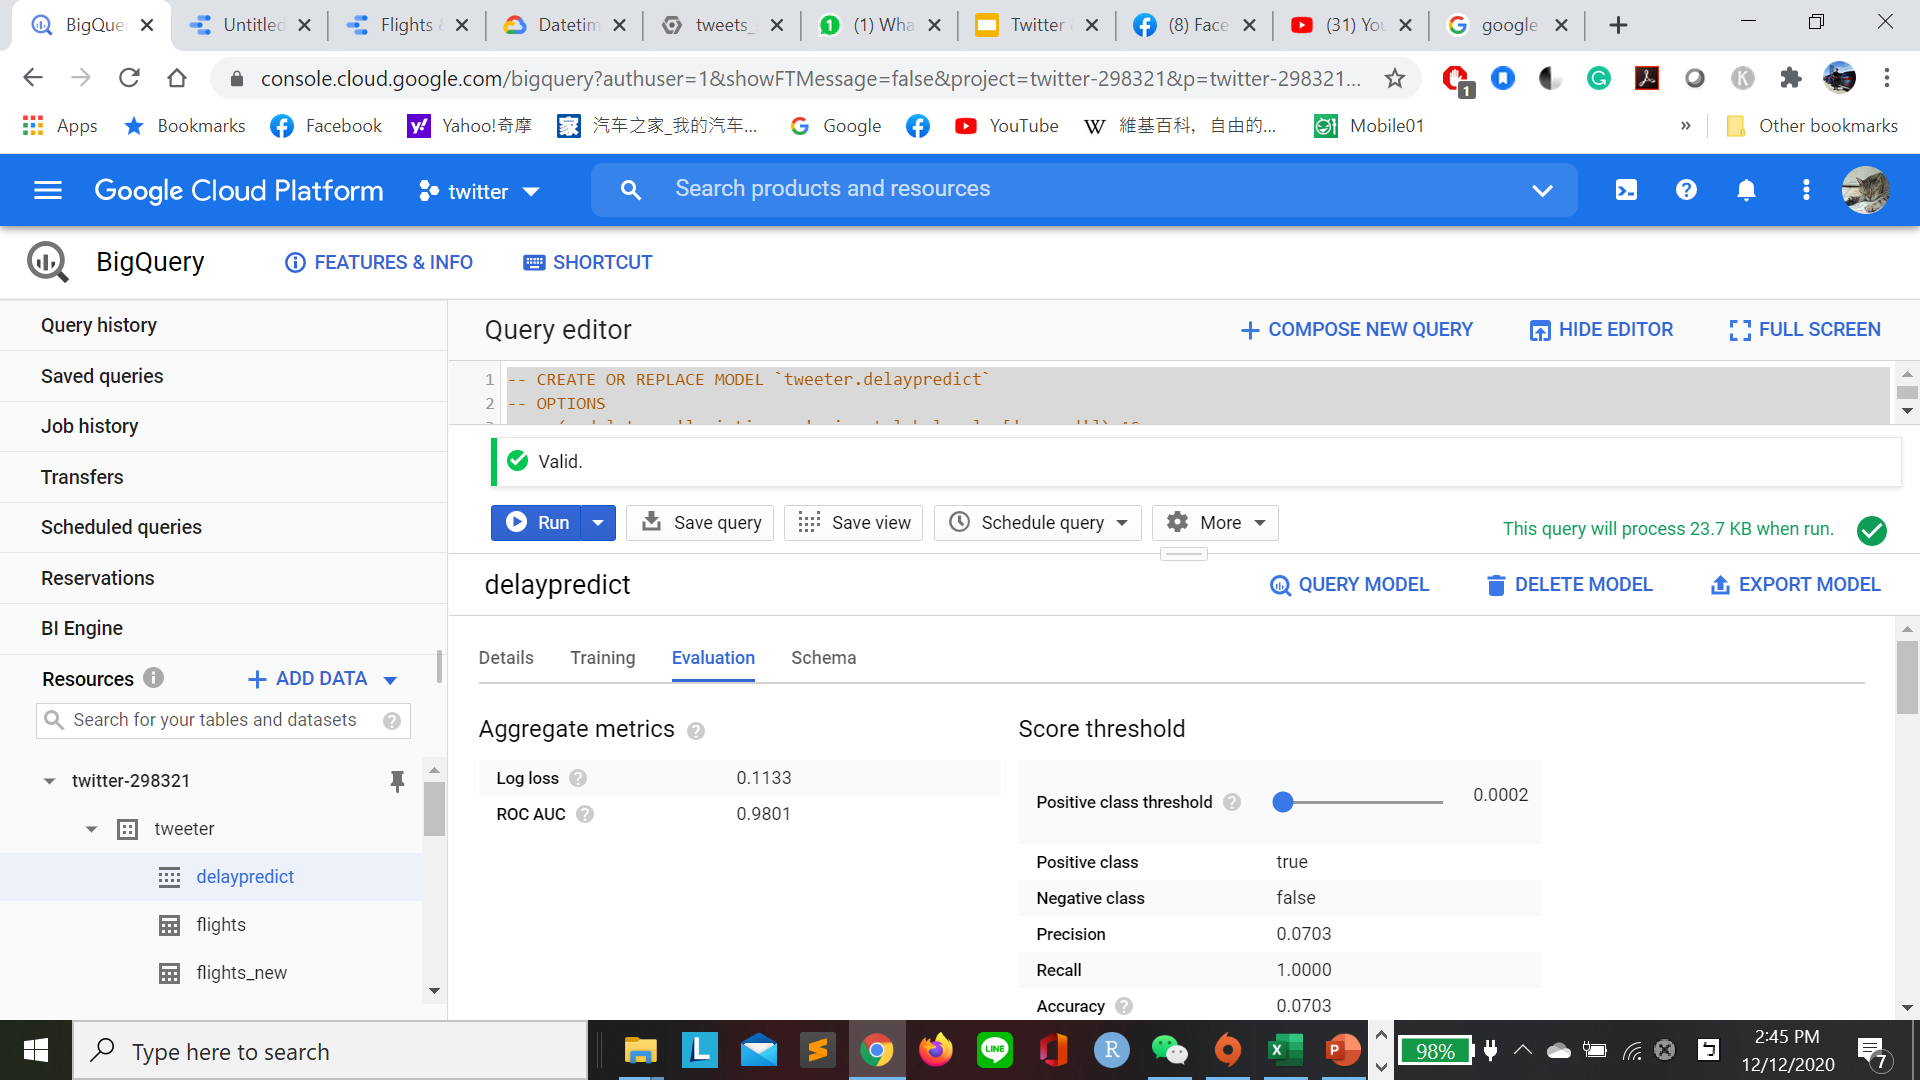 BigQue
Untitled
Flights &
Datetim
tweets_
(1) Wha
Twitter
(8) Face
(31) You
google
console.cloud.google.com/bigquery?authuser=1&showFTMessage=false&project=twitter-298321&p=twitter-298321...
1
Apps
Bookmarks
Facebook
Yahoo!奇摩
汽车之家_我的汽车...
Google
YouTube
維基百科，自由的...
Mobile01
»
Other bookmarks
Google Cloud Platform
twitter
Search products and resources
BigQuery
FEATURES & INFO
SHORTCUT
Query history
Saved queries
Job history
Transfers
Scheduled queries
Reservations
BI Engine
Resources
ADD DATA
Search for your tables and datasets
twitter-298321
tweeter
delaypredict
flights
flights_new
Query editor
COMPOSE NEW QUERY
HIDE EDITOR
FULL SCREEN
1 -- CREATE OR REPLACE MODEL `tweeter.delaypredict`
2 -- OPTIONS
Valid.
Run
Save query
Save view
Schedule query
More
This query will process 23.7 KB when run.
delaypredict
QUERY MODEL
DELETE MODEL
EXPORT MODEL
Details
Training
Evaluation
Schema
Aggregate metrics
Log loss 0.1133
ROC AUC 0.9801
Score threshold
Positive class threshold 0.0002
Positive class true
Negative class false
Precision 0.0703
Recall 1.0000
Accuracy 0.0703
Type here to search
98%
2:45 PM
12/12/2020
7